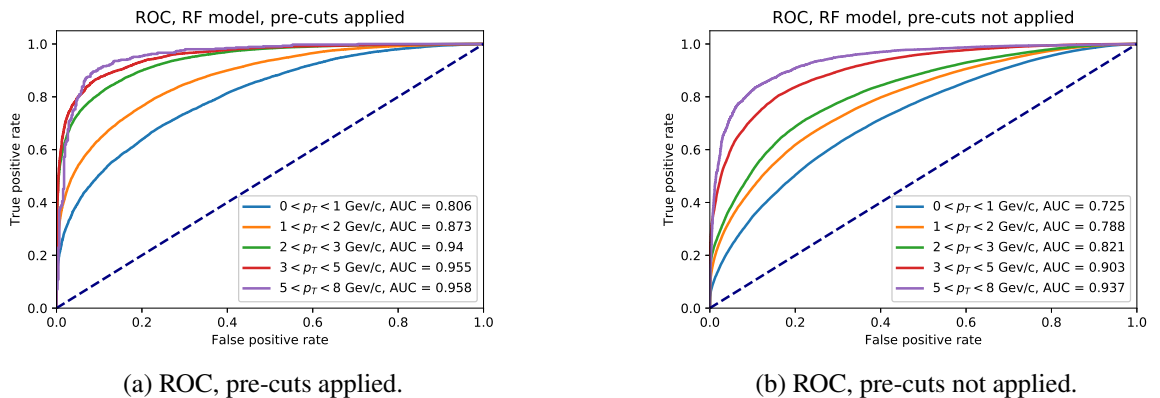 ROC, RF model, pre-cuts applied
True positive rate
1.0
0.8
0.6
0.4
0.2
0.0
0 < p_T < 1 Gev/c, AUC = 0.806
1 < p_T < 2 Gev/c, AUC = 0.873
2 < p_T < 3 Gev/c, AUC = 0.94
3 < p_T < 5 Gev/c, AUC = 0.955
5 < p_T < 8 Gev/c, AUC = 0.958
0.0 0.2 0.4 0.6 0.8 1.0
False positive rate
(a) ROC, pre-cuts applied.
ROC, RF model, pre-cuts not applied
True positive rate
1.0
0.8
0.6
0.4
0.2
0.0
0 < p_T < 1 Gev/c, AUC = 0.725
1 < p_T < 2 Gev/c, AUC = 0.788
2 < p_T < 3 Gev/c, AUC = 0.821
3 < p_T < 5 Gev/c, AUC = 0.903
5 < p_T < 8 Gev/c, AUC = 0.937
0.0 0.2 0.4 0.6 0.8 1.0
False positive rate
(b) ROC, pre-cuts not applied.